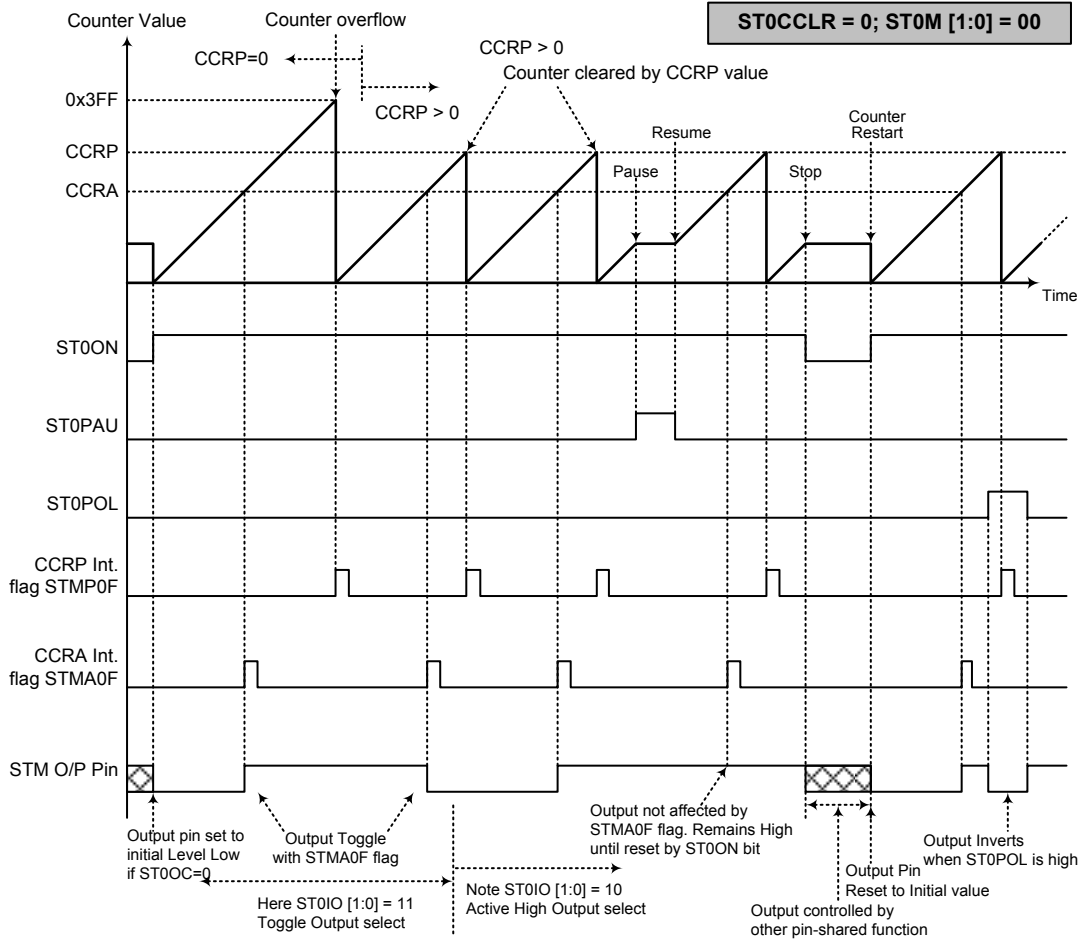 Counter Value
Counter overflow
ST0CCLR = 0; ST0M [1:0] = 00
CCRP=0
CCRP > 0
CCRP > 0
Counter cleared by CCRP value
0x3FF
CCRP
CCRA
Pause
Resume
Stop
Counter
Restart
Time
ST0ON
ST0PAU
ST0POL
CCRP Int.
flag STMP0F
CCRA Int.
flag STMA0F
STM O/P Pin
Output pin set to
initial Level Low
if ST0OC=0
Output Toggle
with STMA0F flag
Output not affected by
STMA0F flag. Remains High
until reset by ST0ON bit
Output Inverts
when ST0POL is high
Output Pin
Reset to Initial value
Here ST0IO [1:0] = 11
Toggle Output select
Note ST0IO [1:0] = 10
Active High Output select
Output controlled by
other pin-shared function